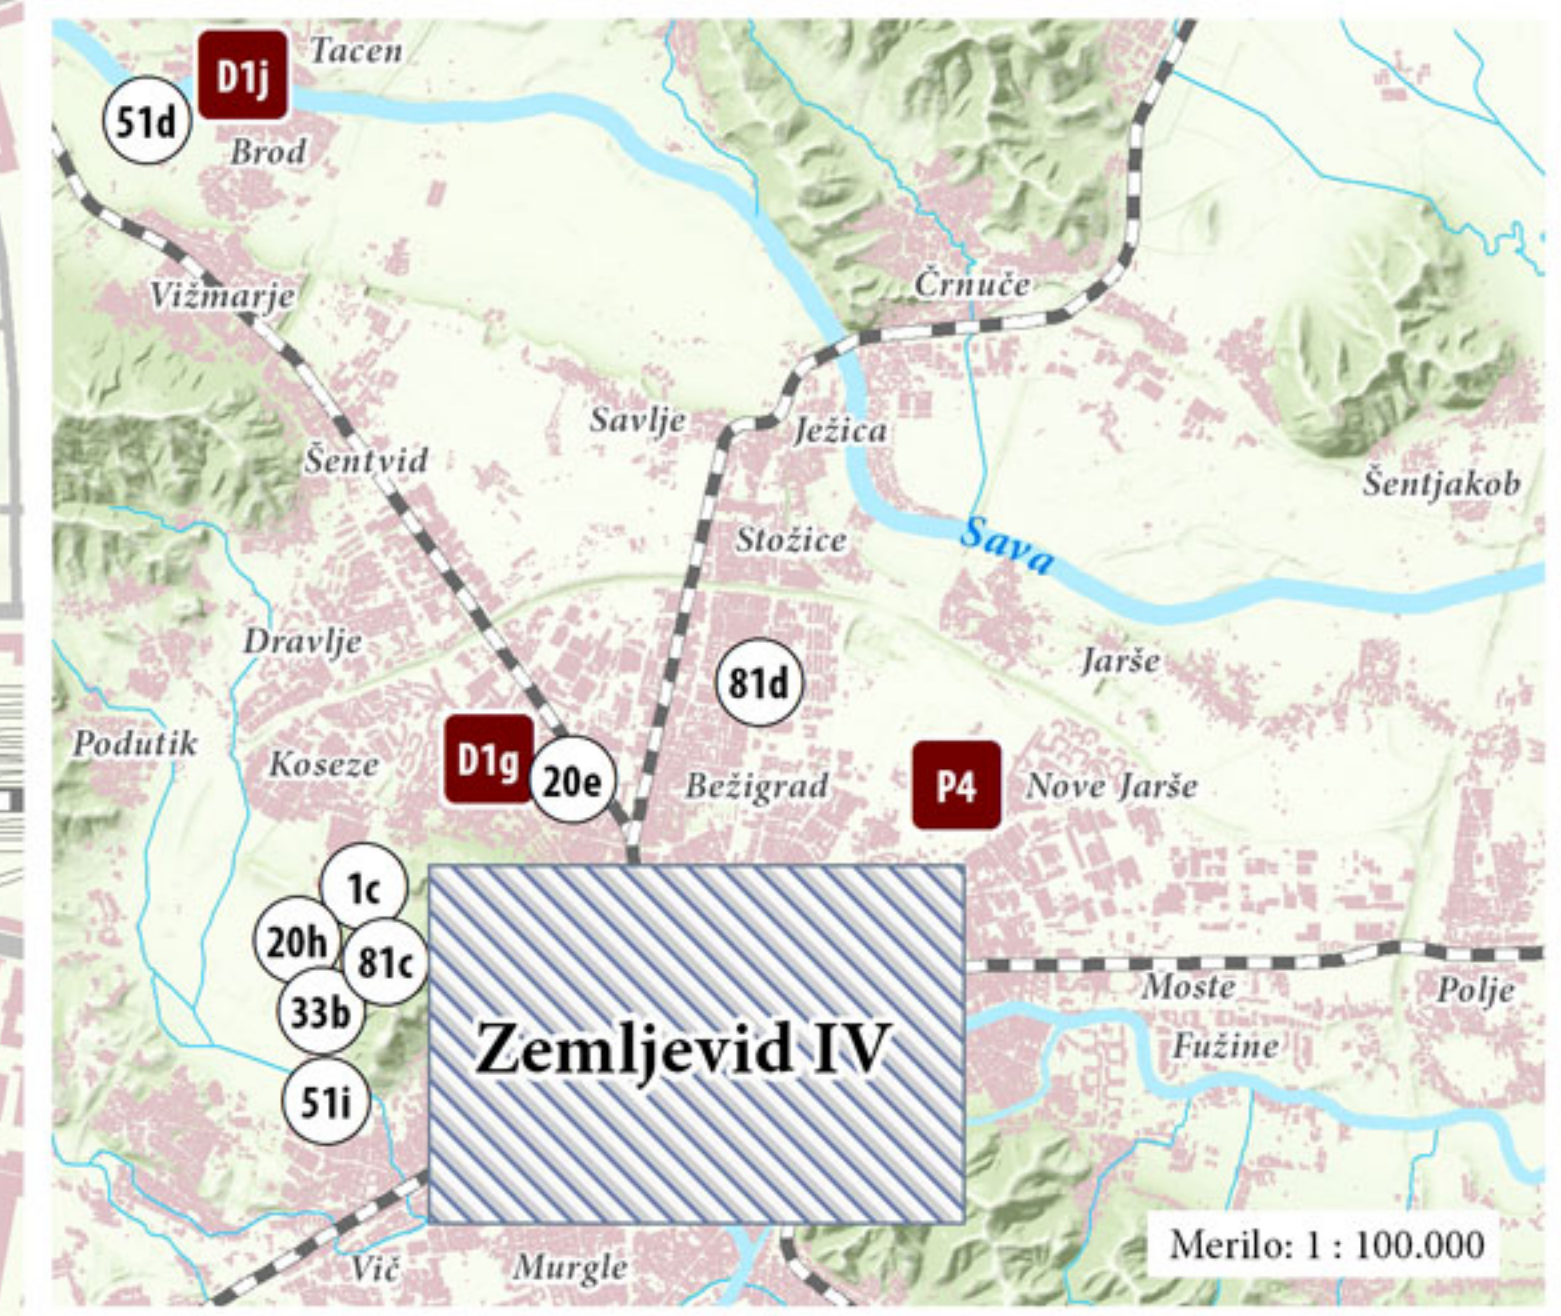 Tacen
D1j
51d
Brod
Vižmarje
Črnuče
Savlje
Ježica
Šentvid
Šentjakob
Stožice
Sava
Dravlje
Jarše
81d
Podutik
Koseze
D1g
20e
Bežigrad
P4
Nove Jarše
1c
20h
81c
33b
Moste
Polje
Zemljevid IV
Fužine
51i
Merilo: 1 : 100.000
Vič
Murgle